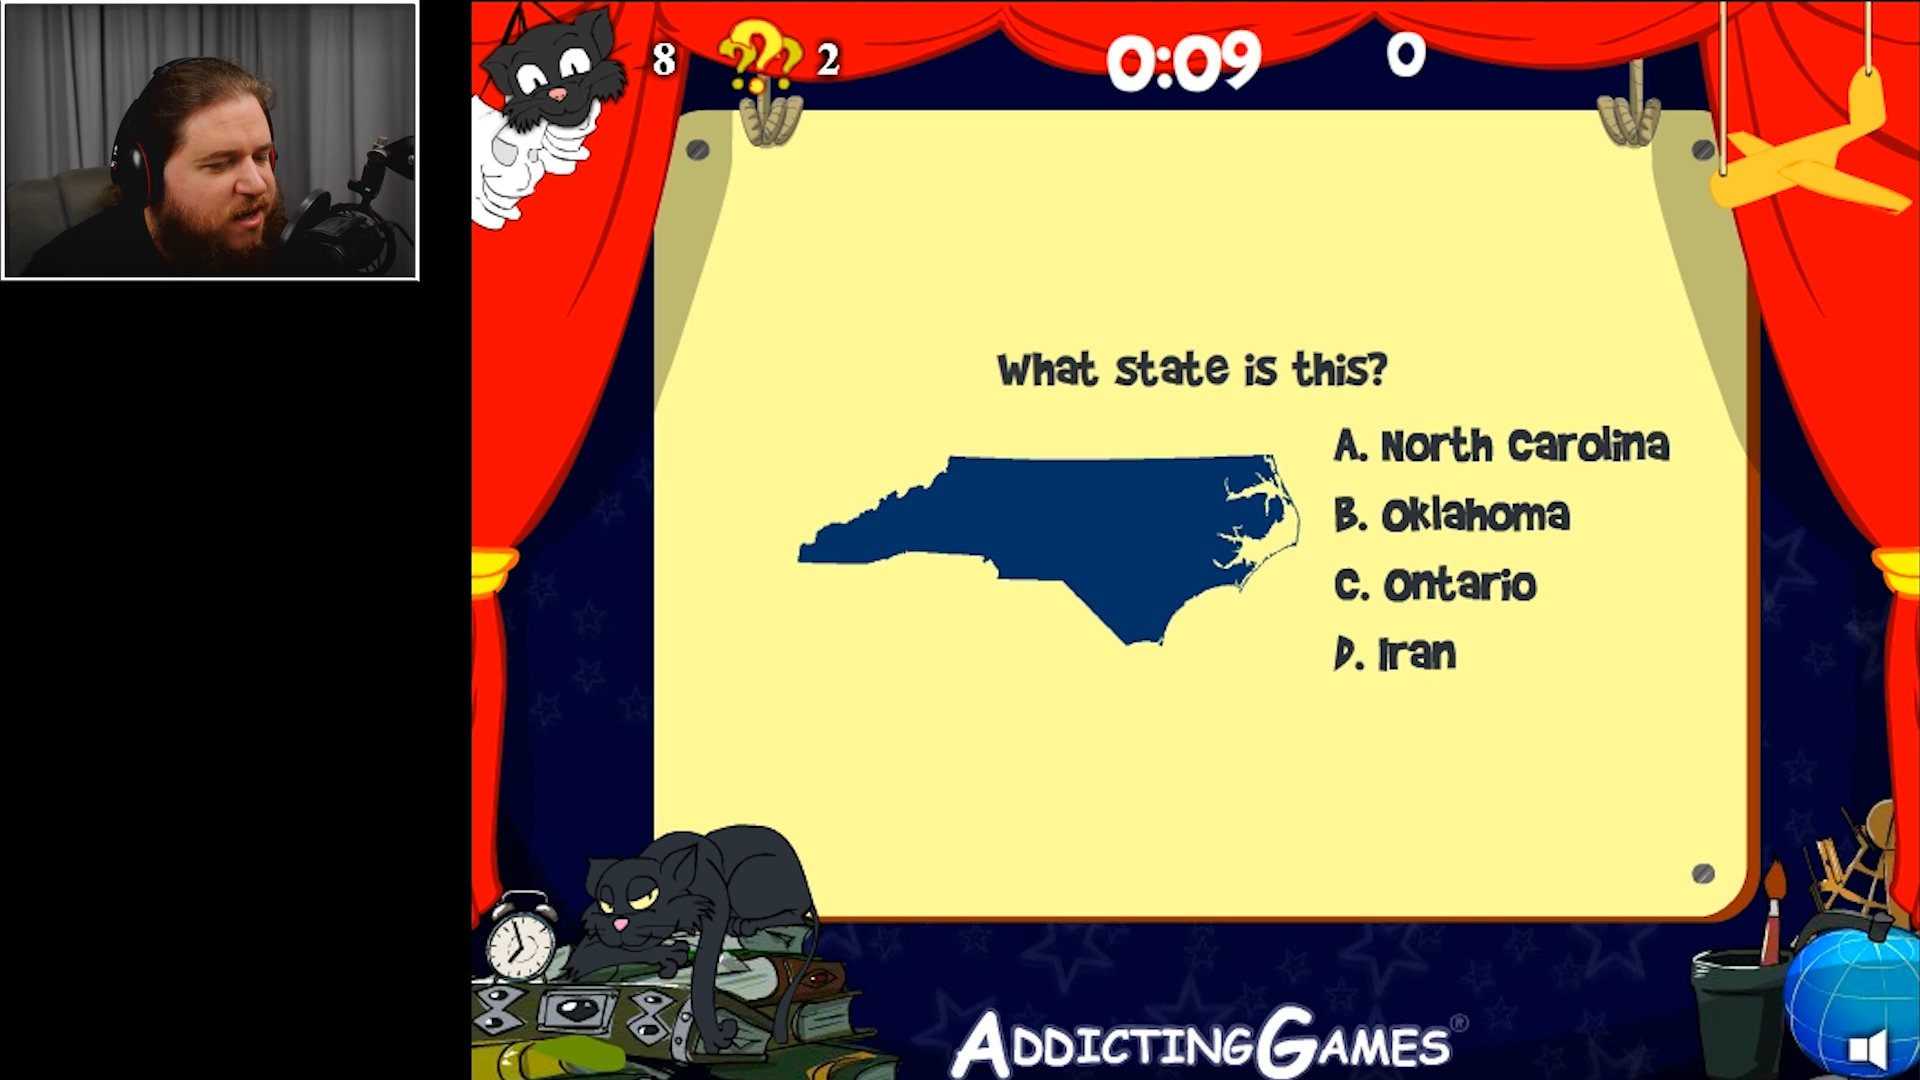 8
2
0:09
0
What state is this?
A. North Carolina
B. Oklahoma
C. Ontario
D. Iran
ADDICTINGGAMES®